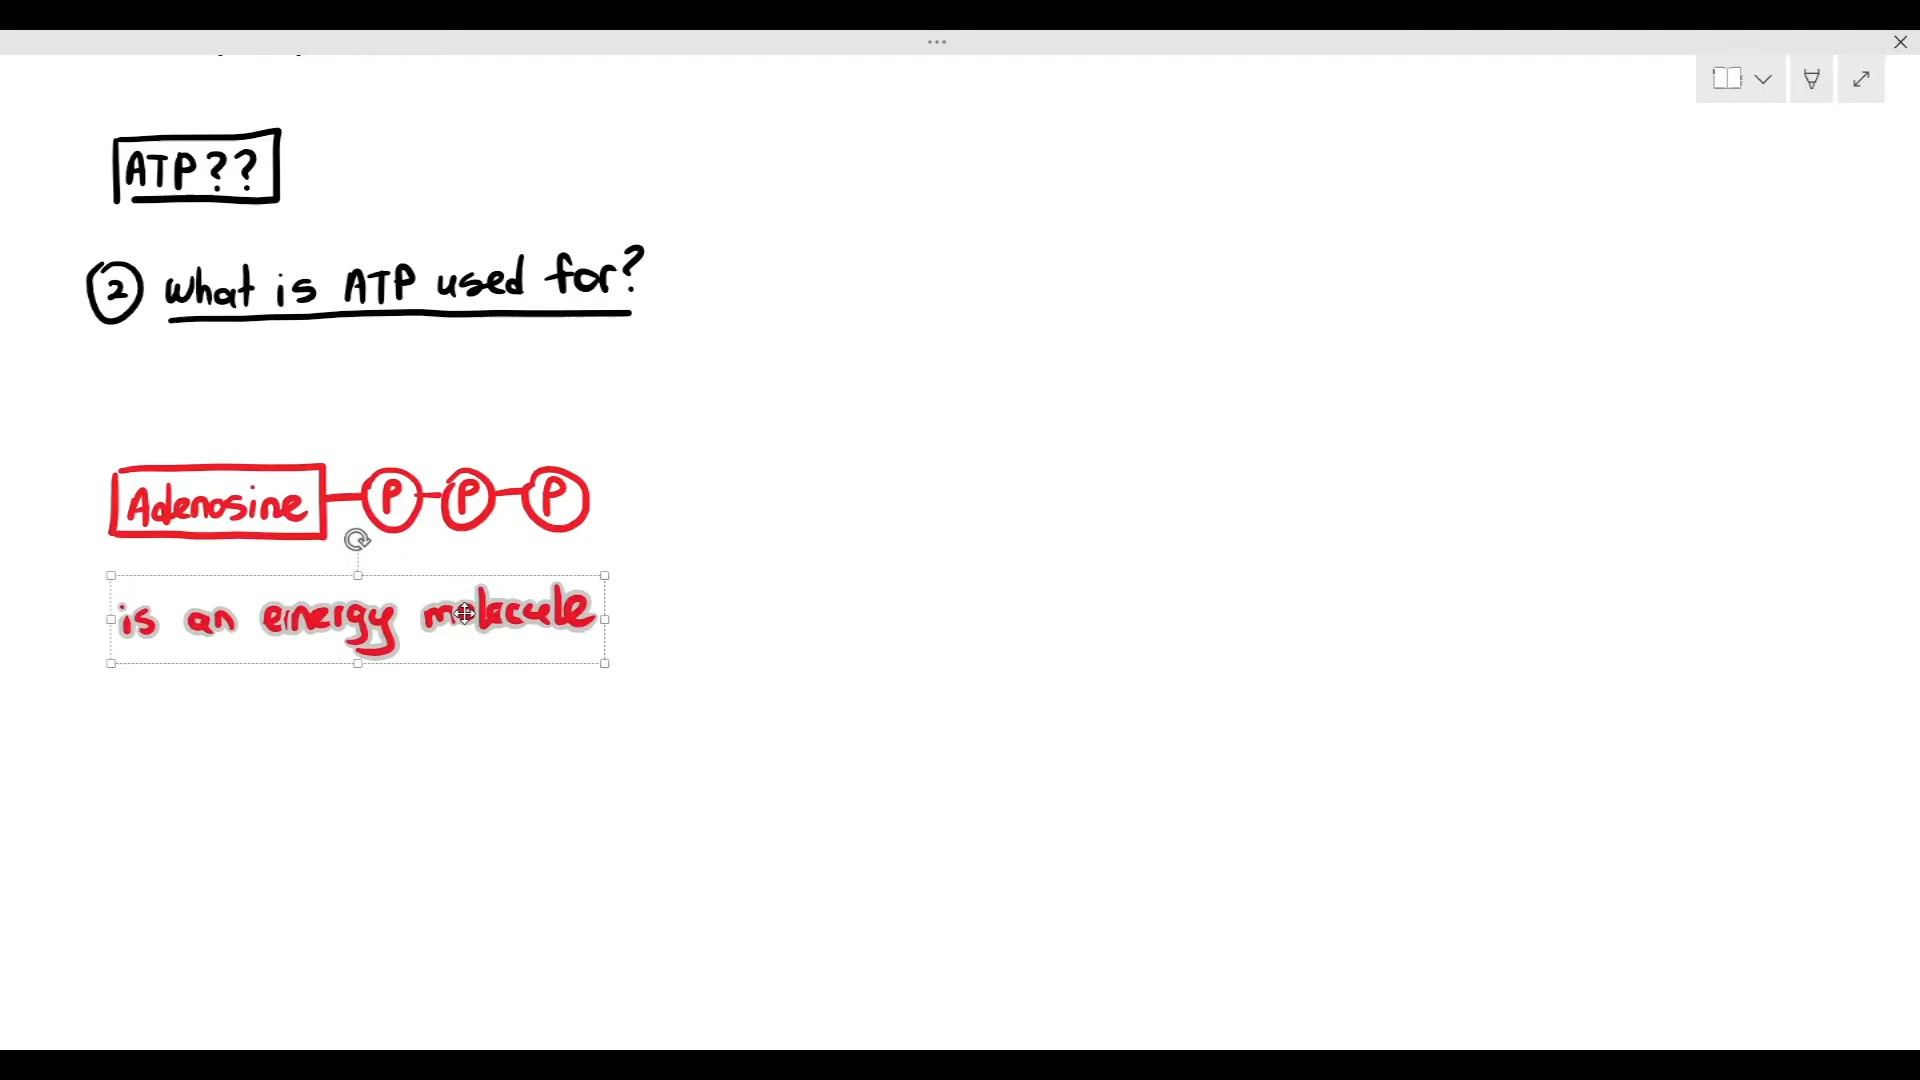 ATP??
② What is ATP used for?
Adenosine P P P
is an energy molecule